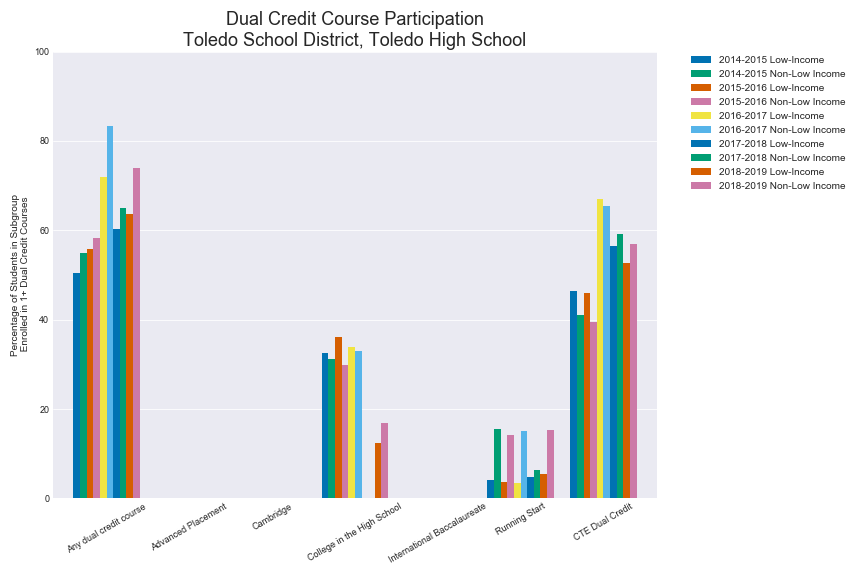 Dual Credit Course Participation
Toledo School District, Toledo High School
Percentage of Students in Subgroup
Enrolled in 1+ Dual Credit Courses
100
80
60
40
20
0
Any dual credit course
Advanced Placement
Cambridge
College in the High School
International Baccalaureate
Running Start
CTE Dual Credit
2014-2015 Low-Income
2014-2015 Non-Low Income
2015-2016 Low-Income
2015-2016 Non-Low Income
2016-2017 Low-Income
2016-2017 Non-Low Income
2017-2018 Low-Income
2017-2018 Non-Low Income
2018-2019 Low-Income
2018-2019 Non-Low Income